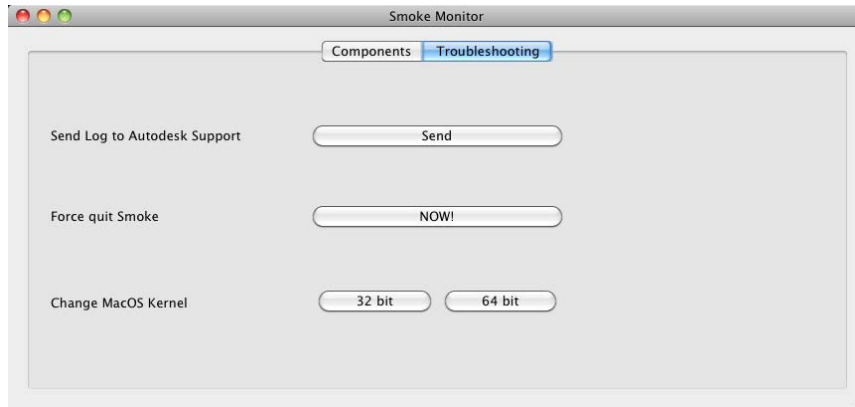 Smoke Monitor
Components Troubleshooting
Send Log to Autodesk Support Send
Force quit Smoke NOW!
Change MacOS Kernel 32 bit 64 bit